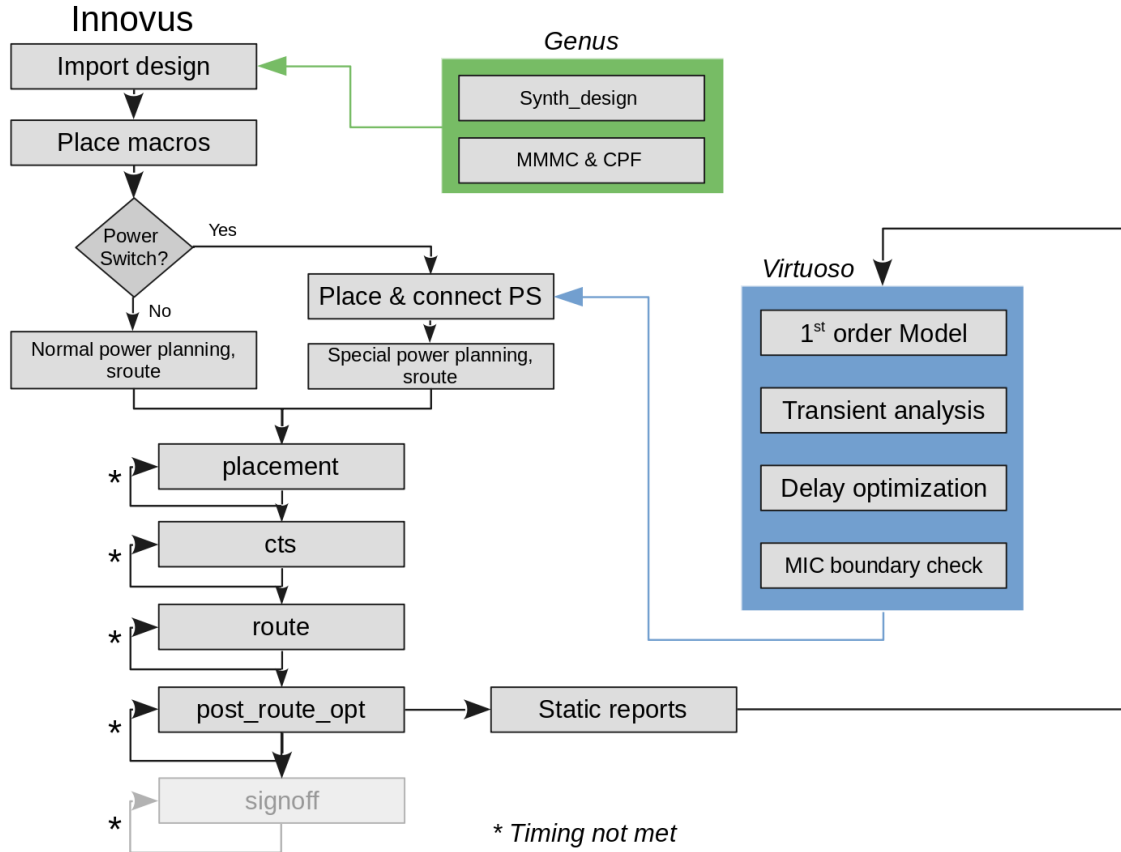 Innovus
Import design
Place macros
Power
Switch?
Yes
No
Normal power planning,
sroute
Place & connect PS
Special power planning,
sroute
Genus
Synth_design
MMMC & CPF
Virtuoso
1st order Model
Transient analysis
Delay optimization
MIC boundary check
*
placement
*
cts
*
route
*
post_route_opt
Static reports
*
signoff
* Timing not met